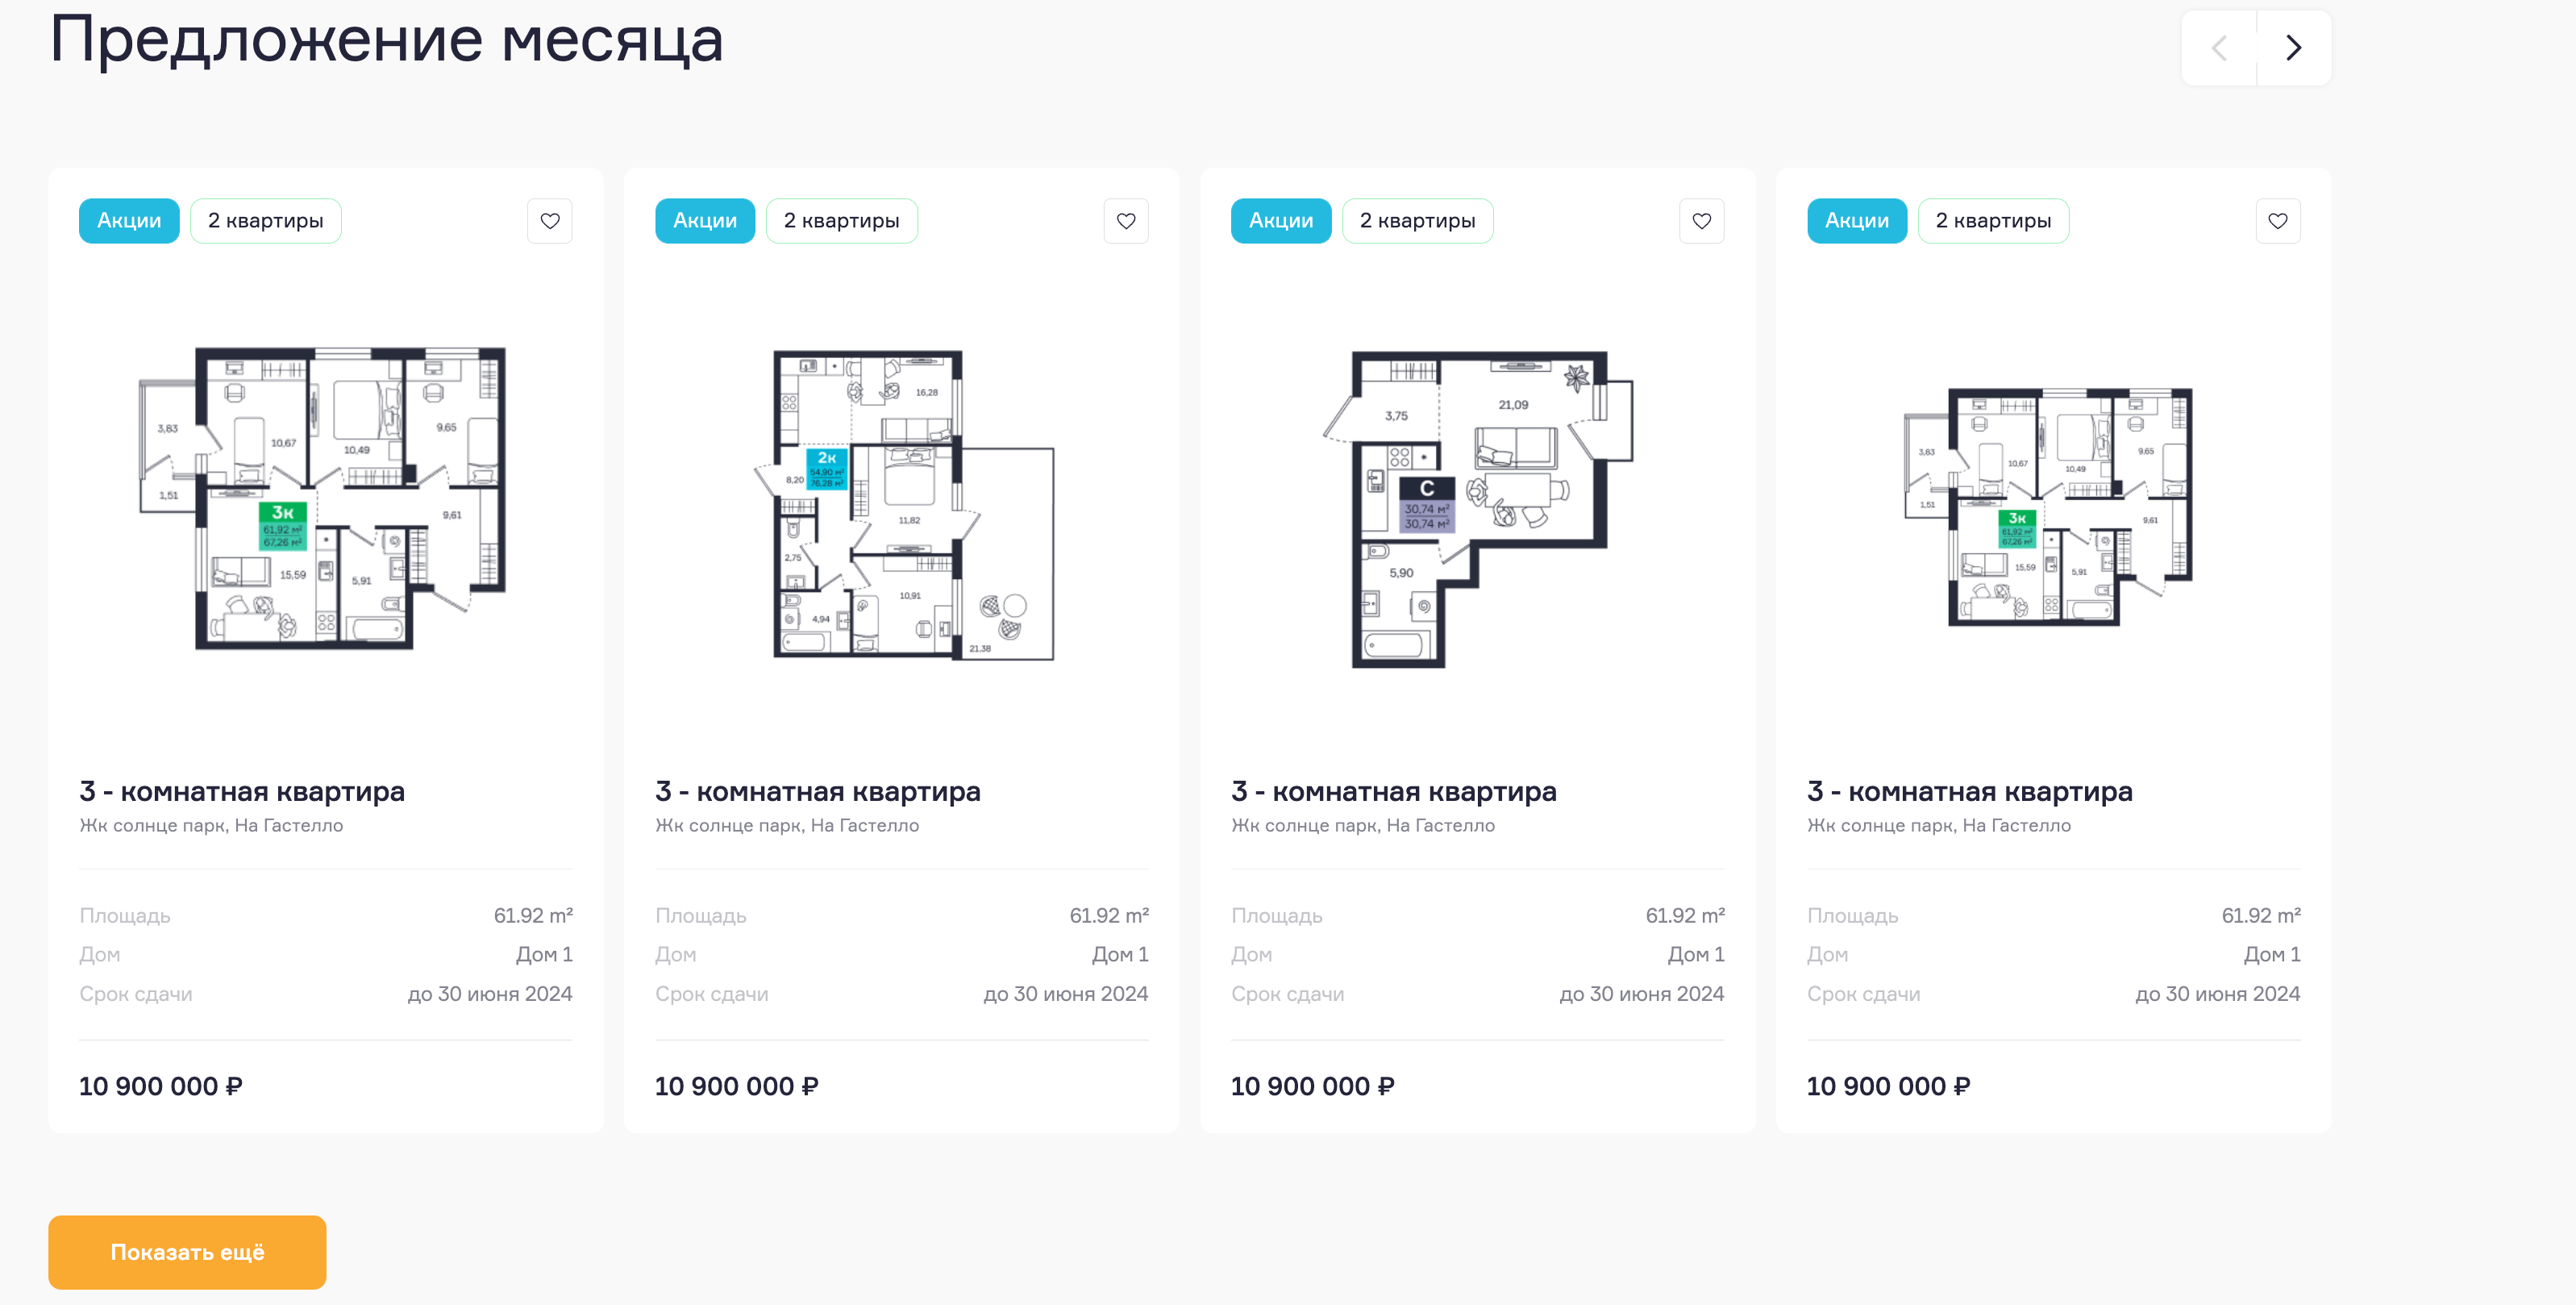 Предложение месяца
Акции
2 квартиры
3,83
10,67
10,49
9,65
1,51
3к
61,92 м²
67,26 м²
9,61
15,59
5,91
3 - комнатная квартира
Жк солнце парк, На Гастелло
Площадь 61.92 m²
Дом Дом 1
Срок сдачи до 30 июня 2024
10 900 000 ₽
Акции
2 квартиры
16,28
2к
54,90 м²
76,28 м²
8,20
11,82
2,75
10,91
4,94
21,38
3 - комнатная квартира
Жк солнце парк, На Гастелло
Площадь 61.92 m²
Дом Дом 1
Срок сдачи до 30 июня 2024
10 900 000 ₽
Акции
2 квартиры
3,75
21,09
С
30,74 м²
30,74 м²
5,90
3 - комнатная квартира
Жк солнце парк, На Гастелло
Площадь 61.92 m²
Дом Дом 1
Срок сдачи до 30 июня 2024
10 900 000 ₽
Акции
2 квартиры
3,83
10,67
10,49
9,65
1,51
3к
61,92 м²
67,26 м²
9,61
15,59
5,91
3 - комнатная квартира
Жк солнце парк, На Гастелло
Площадь 61.92 m²
Дом Дом 1
Срок сдачи до 30 июня 2024
10 900 000 ₽
Показать ещё